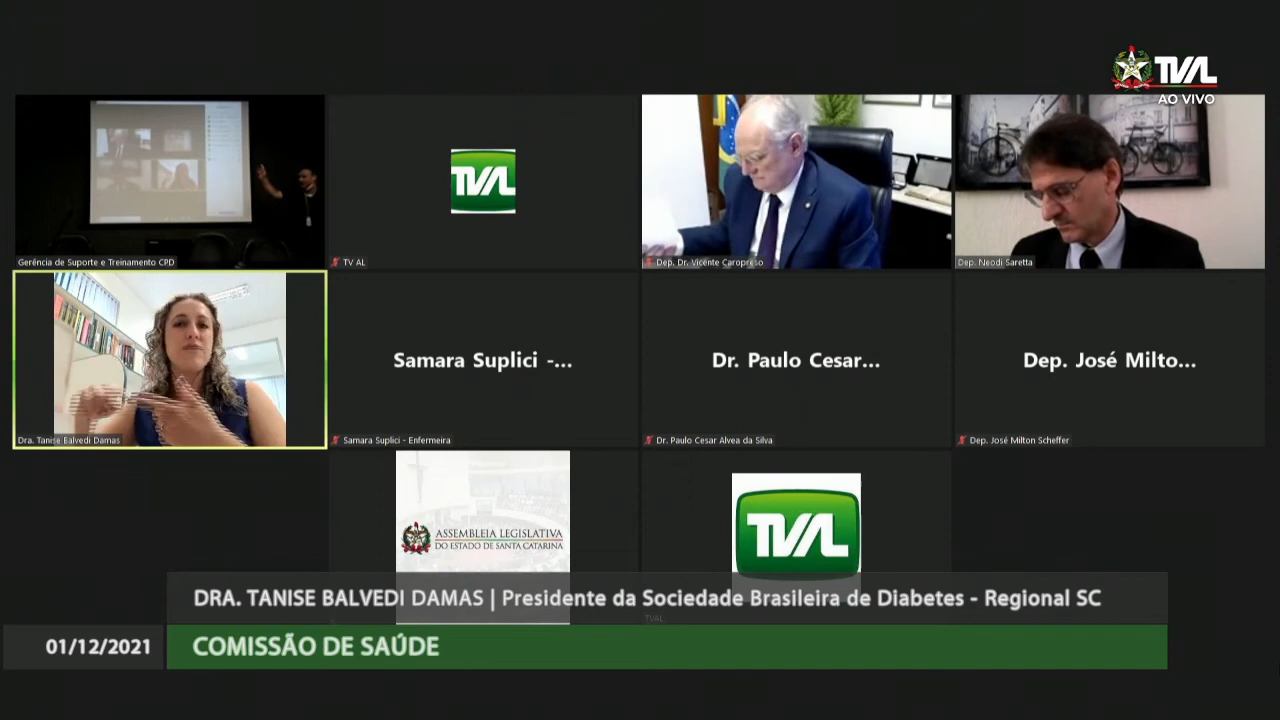 TVAL
AO VIVO
TVAL
Gerência de Suporte e Treinamento CPD
TV AL
Dep. Dr. Vicente Caropreso
Dep. Neodi Saretta
Samara Suplici -...
Dr. Paulo Cesar...
Dep. José Milto...
Dra. Tanise Balvedi Damas
Samara Suplici - Enfermeira
Dr. Paulo Cesar Alvea da Silva
Dep. José Milton Scheffer
ASSEMBLEIA LEGISLATIVA
DO ESTADO DE SANTA CATARINA
TVAL
DRA. TANISE BALVEDI DAMAS | Presidente da Sociedade Brasileira de Diabetes - Regional SC
TVAL
01/12/2021
COMISSÃO DE SAÚDE